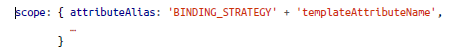 scope: { attributeAlias: 'BINDING_STRATEGY' + 'templateAttributeName',
…
}